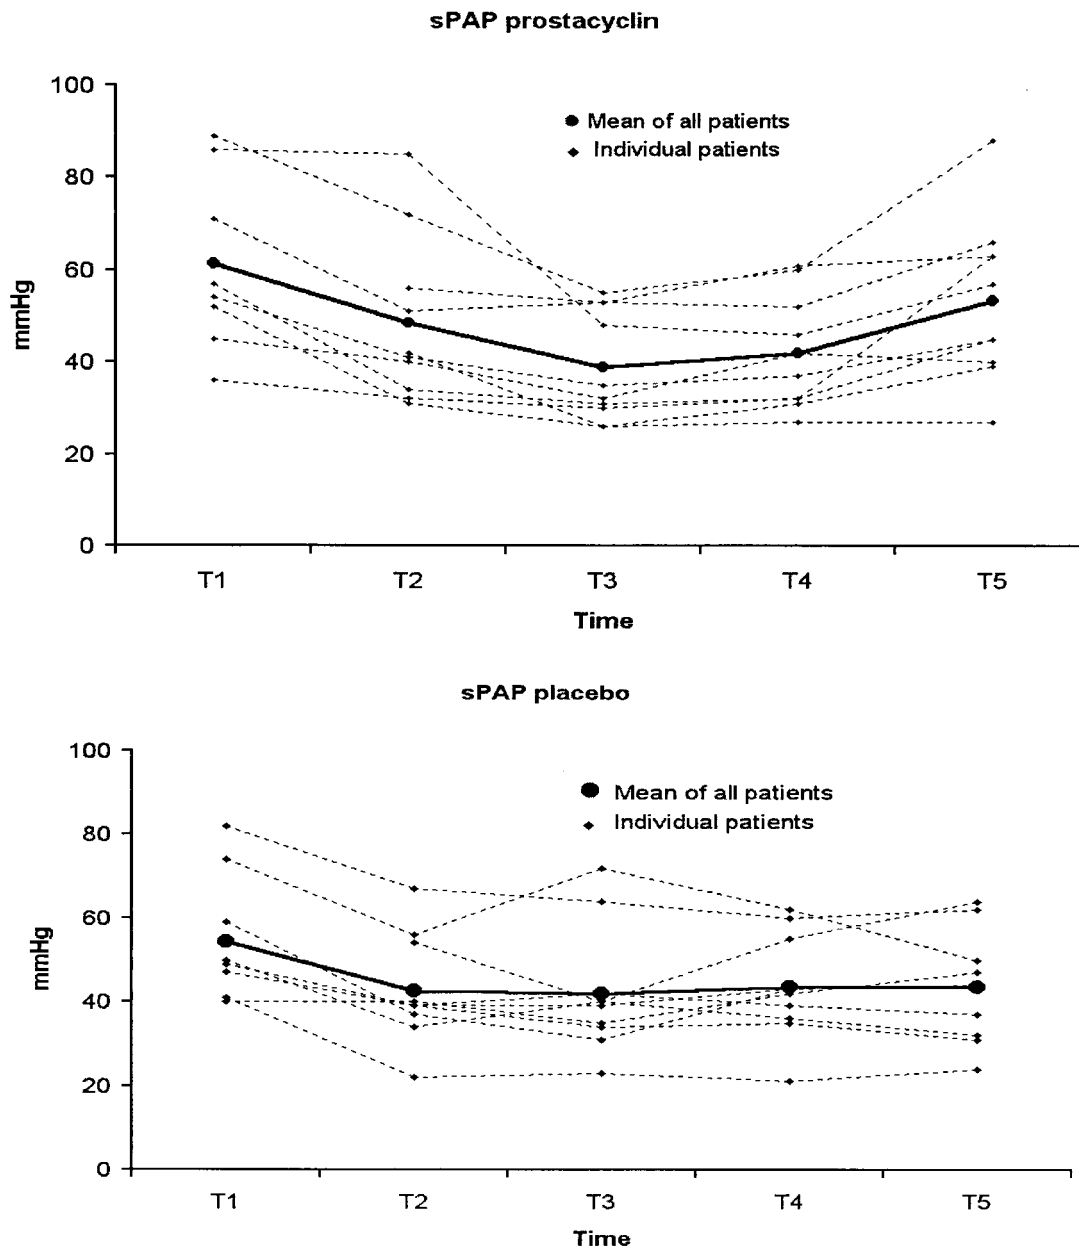 sPAP prostacyclin
100
Mean of all patients
Individual patients
80
60
mmHg
40
20
0
T1 T2 T3 T4 T5
Time
sPAP placebo
100
Mean of all patients
Individual patients
80
60
mmHg
40
20
0
T1 T2 T3 T4 T5
Time